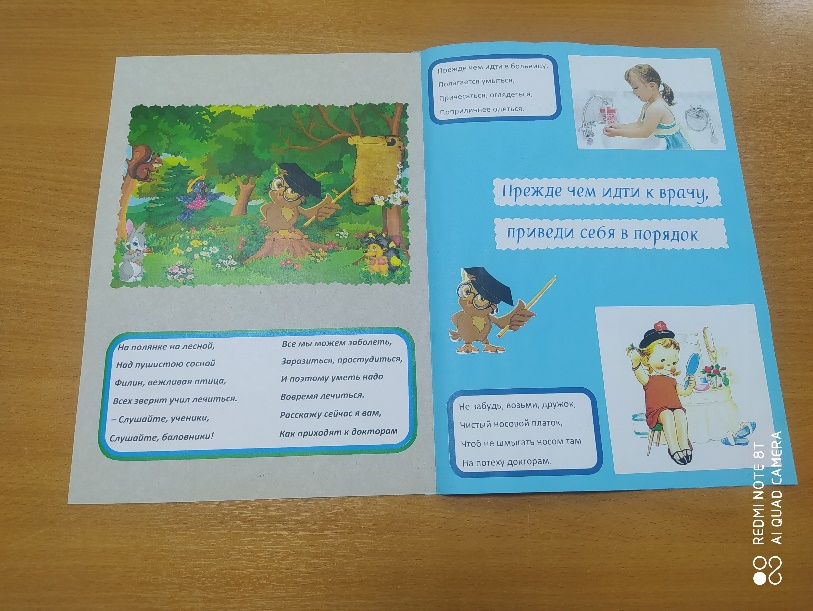 На полянке на лесной,
Над пушистою сосной
Филин, вежливая птица,
Всех зверят учил лечиться.
– Слушайте, ученики,
Слушайте, баловники!
Все мы можем заболеть,
Заразиться, простудиться,
И поэтому уметь надо
Вовремя лечиться.
Расскажу сейчас я вам,
Как приходят к докторам
Прежде чем идти в больницу,
Полагается умыться,
Причесаться, оглядеться,
Поприличнее одеться.
Прежде чем идти к врачу,
приведи себя в порядок
Не забудь, возьми, дружок,
Чистый носовой платок,
Чтоб не шмыгать носом там
На потеху докторам.
REDMI NOTE 8T
AI QUAD CAMERA